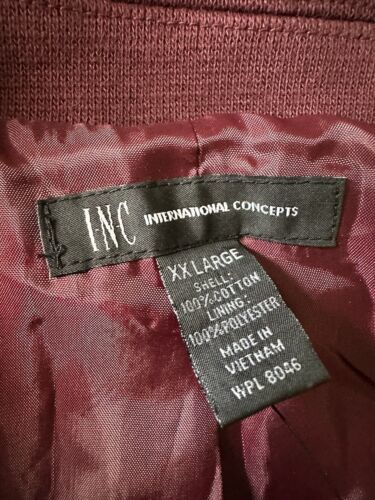 I·N·C INTERNATIONAL CONCEPTS
XX LARGE
SHELL:
100%COTTON
LINING:
100%POLYESTER
MADE IN
VIETNAM
WPL 8046